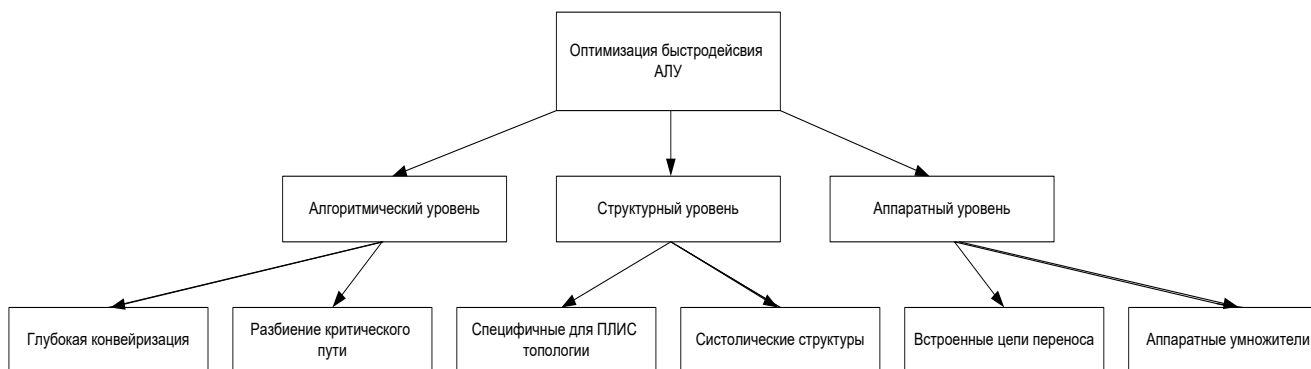 Оптимизация быстродейсвия
АЛУ
Алгоритмический уровень
Структурный уровень
Аппаратный уровень
Глубокая конвейризация
Разбиение критического
пути
Специфичные для ПЛИС
топологии
Систолические структуры
Встроенные цепи переноса
Аппаратные умножители